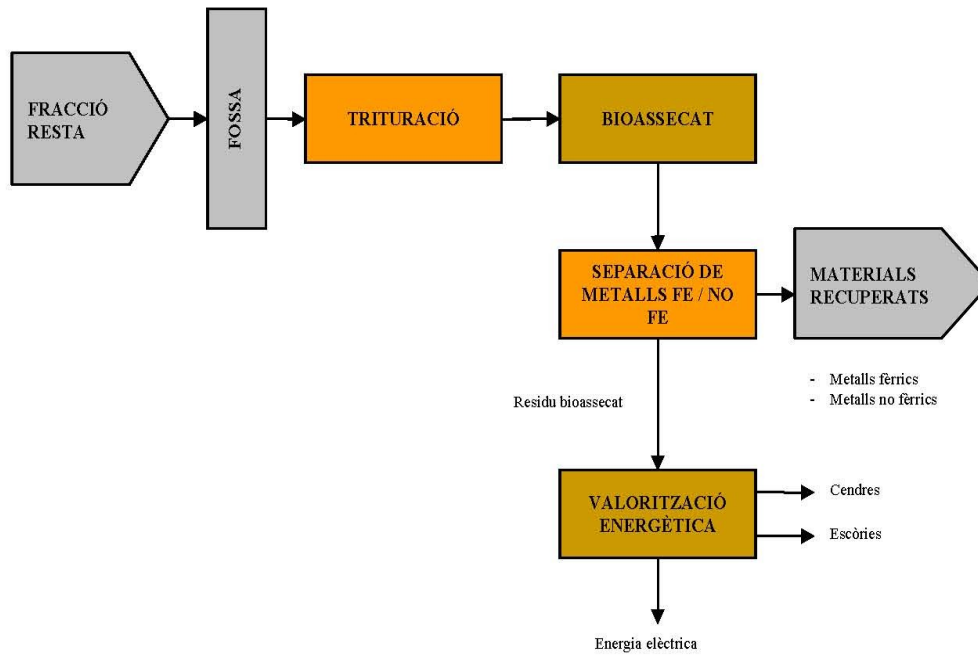 FRACCIÓ
RESTA
FOSSA
TRITURACIÓ
BIOASSECAT
SEPARACIÓ DE
METALLS FE / NO
FE
MATERIALS
RECUPERATS
- Metalls fèrrics
- Metalls no fèrrics
Residu bioassecat
VALORITZACIÓ
ENERGÈTICA
Cendres
Escòries
Energia elèctrica